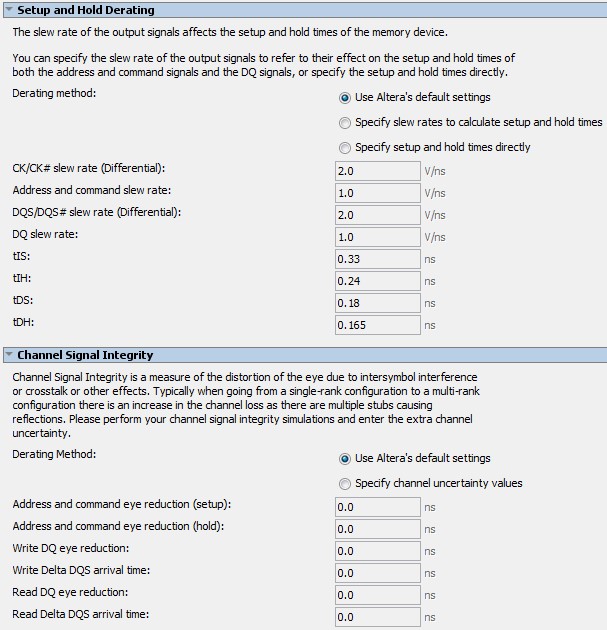 Setup and Hold Derating
The slew rate of the output signals affects the setup and hold times of the memory device.
You can specify the slew rate of the output signals to refer to their effect on the setup and hold times of
both the address and command signals and the DQ signals, or specify the setup and hold times directly.
Derating method:
Use Altera's default settings
Specify slew rates to calculate setup and hold times
Specify setup and hold times directly
CK/CK# slew rate (Differential): 2.0 V/ns
Address and command slew rate: 1.0 V/ns
DQS/DQS# slew rate (Differential): 2.0 V/ns
DQ slew rate: 1.0 V/ns
tIS: 0.33 ns
tIH: 0.24 ns
tDS: 0.18 ns
tDH: 0.165 ns
Channel Signal Integrity
Channel Signal Integrity is a measure of the distortion of the eye due to intersymbol interference
or crosstalk or other effects. Typically when going from a single-rank configuration to a multi-rank
configuration there is an increase in the channel loss as there are multiple stubs causing
reflections. Please perform your channel signal integrity simulations and enter the extra channel
uncertainty.
Derating Method:
Use Altera's default settings
Specify channel uncertainty values
Address and command eye reduction (setup): 0.0 ns
Address and command eye reduction (hold): 0.0 ns
Write DQ eye reduction: 0.0 ns
Write Delta DQS arrival time: 0.0 ns
Read DQ eye reduction: 0.0 ns
Read Delta DQS arrival time: 0.0 ns